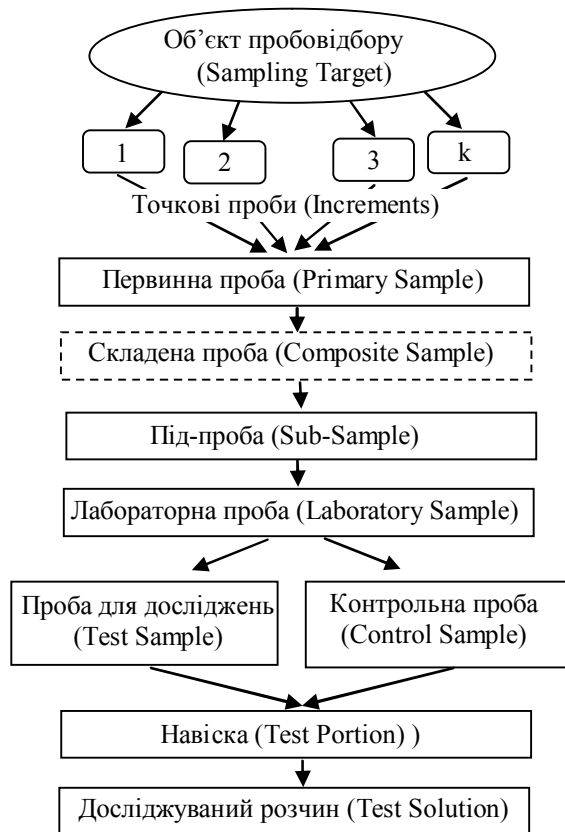 Об’єкт пробовідбору
(Sampling Target)
1
2
3
k
Точкові проби (Increments)
Первинна проба (Primary Sample)
Складена проба (Composite Sample)
Під-проба (Sub-Sample)
Лабораторна проба (Laboratory Sample)
Проба для досліджень
(Test Sample)
Контрольна проба
(Control Sample)
Навіска (Test Portion) )
Досліджуваний розчин (Test Solution)